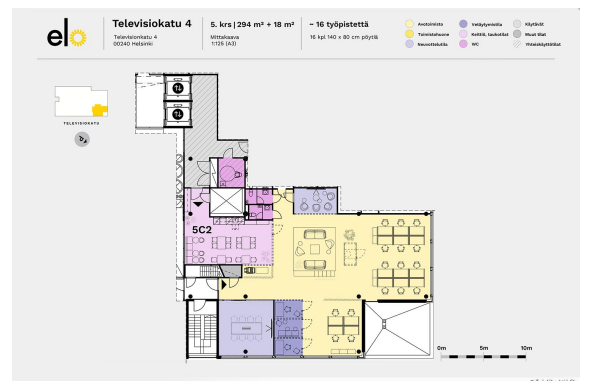 elo
Televisiokatu 4
Televisionkatu 4
00240 Helsinki
5. krs | 294 m² + 18 m²
Mittakaava
1:125 (A3)
~ 16 työpistettä
16 kpl 140 x 80 cm pöytiä
Avotoimisto
Toimistohuone
Neuvottelutila
Vetäytymistila
Keittiö, taukotilat
WC
Käytävät
Muut tilat
Yhteiskäyttötilat
TELEVISIOKATU
5C2
0m 5m 10m